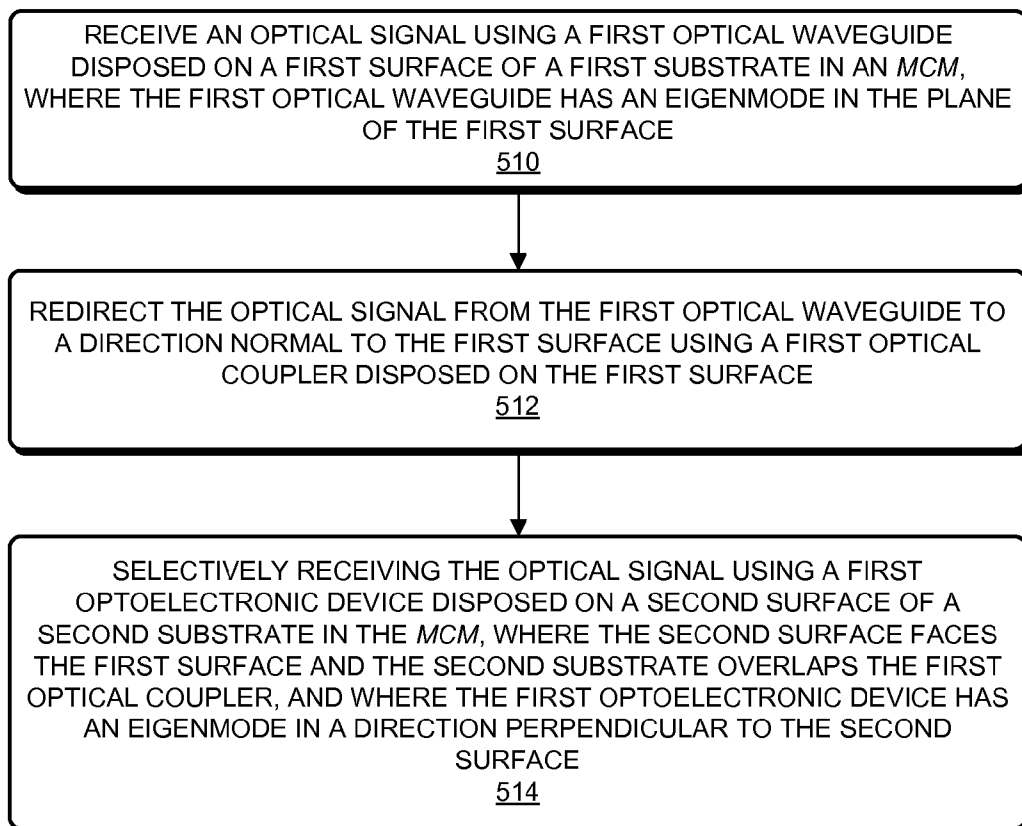 RECEIVE AN OPTICAL SIGNAL USING A FIRST OPTICAL WAVEGUIDE
DISPOSED ON A FIRST SURFACE OF A FIRST SUBSTRATE IN AN MCM,
WHERE THE FIRST OPTICAL WAVEGUIDE HAS AN EIGENMODE IN THE PLANE
OF THE FIRST SURFACE
510
REDIRECT THE OPTICAL SIGNAL FROM THE FIRST OPTICAL WAVEGUIDE TO
A DIRECTION NORMAL TO THE FIRST SURFACE USING A FIRST OPTICAL
COUPLER DISPOSED ON THE FIRST SURFACE
512
SELECTIVELY RECEIVING THE OPTICAL SIGNAL USING A FIRST
OPTOELECTRONIC DEVICE DISPOSED ON A SECOND SURFACE OF A
SECOND SUBSTRATE IN THE MCM, WHERE THE SECOND SURFACE FACES
THE FIRST SURFACE AND THE SECOND SUBSTRATE OVERLAPS THE FIRST
OPTICAL COUPLER, AND WHERE THE FIRST OPTOELECTRONIC DEVICE HAS
AN EIGENMODE IN A DIRECTION PERPENDICULAR TO THE SECOND
SURFACE
514